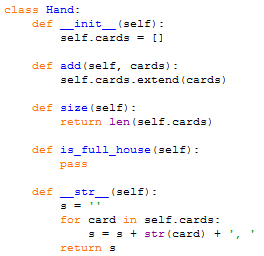 class Hand:
    def __init__(self):
        self.cards = []

    def add(self, cards):
        self.cards.extend(cards)

    def size(self):
        return len(self.cards)

    def is_full_house(self):
        pass

    def __str__(self):
        s = ''
        for card in self.cards:
            s = s + str(card) + ', '
        return s